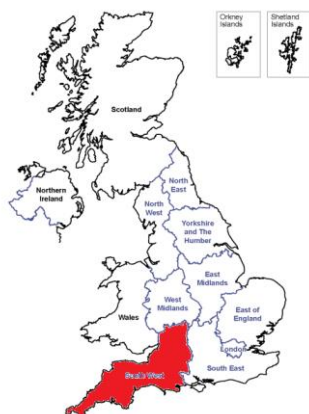 Orkney
Islands
Shetland
Islands
Scotland
Northern
Ireland
North
East
North
West
Yorkshire
and The
Humber
East
Midlands
West
Midlands
Wales
East of
England
London
South East
South West